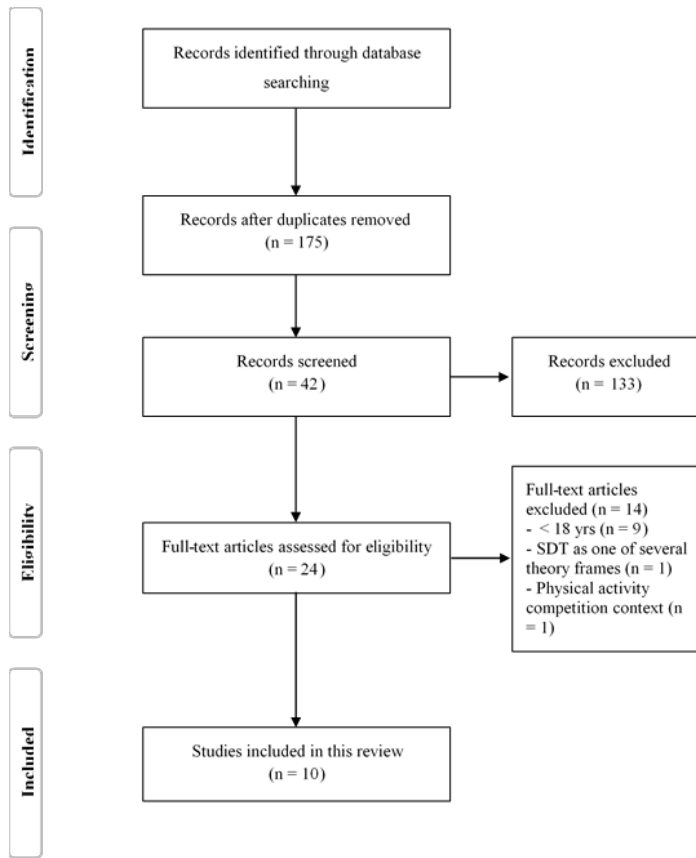 Identification
Records identified through database
searching
Records after duplicates removed
(n = 175)
Screening
Records screened
(n = 42)
Records excluded
(n = 133)
Eligibility
Full-text articles assessed for eligibility
(n = 24)
Full-text articles
excluded (n = 14)
- < 18 yrs (n = 9)
- SDT as one of several
theory frames (n = 1)
- Physical activity
competition context (n
= 1)
Included
Studies included in this review
(n = 10)